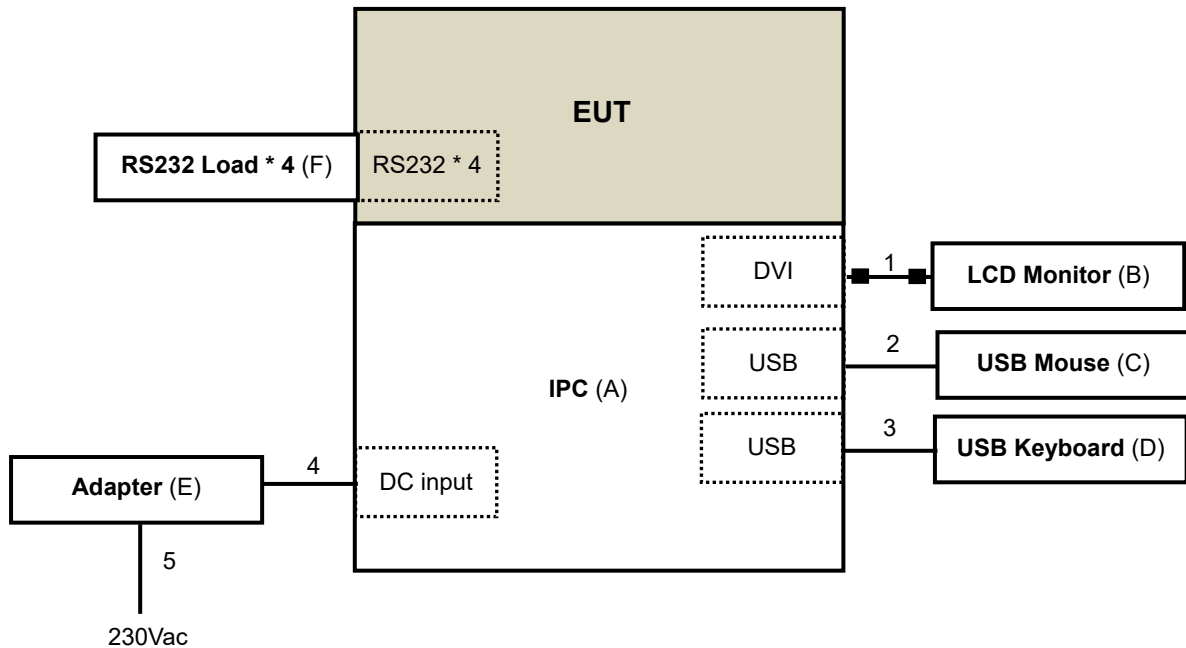 EUT
RS232 Load * 4 (F)
RS232 * 4
DVI
1
LCD Monitor (B)
USB
2
USB Mouse (C)
IPC (A)
USB
3
USB Keyboard (D)
Adapter (E)
4
DC input
5
230Vac